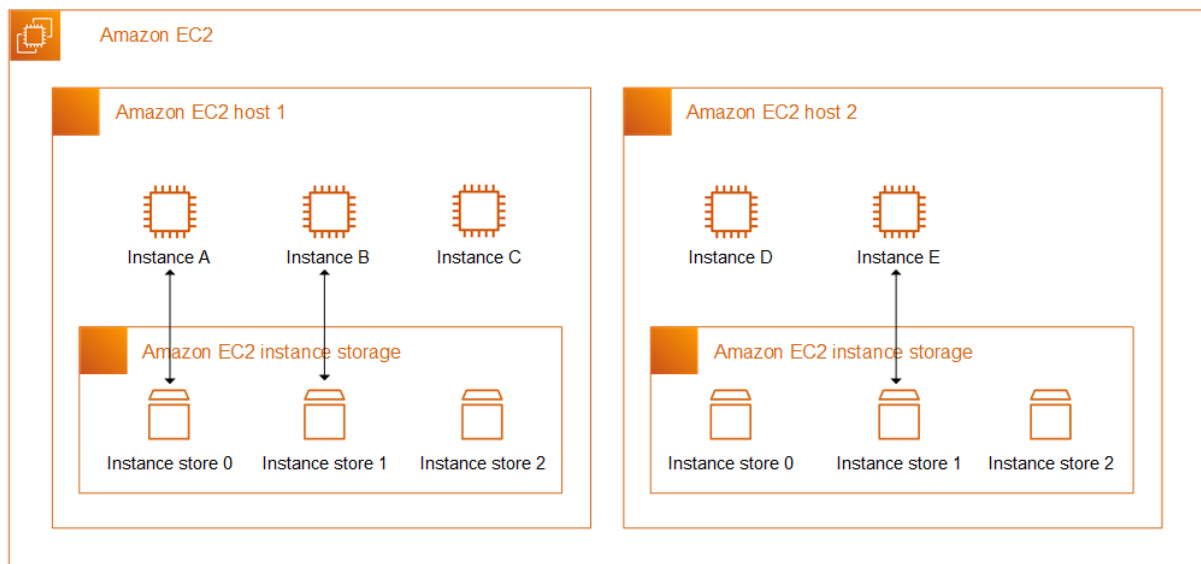 Amazon EC2
Amazon EC2 host 1
Amazon EC2 host 2
Instance A
Instance B
Instance C
Instance D
Instance E
Amazon EC2 instance storage
Amazon EC2 instance storage
Instance store 0
Instance store 1
Instance store 2
Instance store 0
Instance store 1
Instance store 2